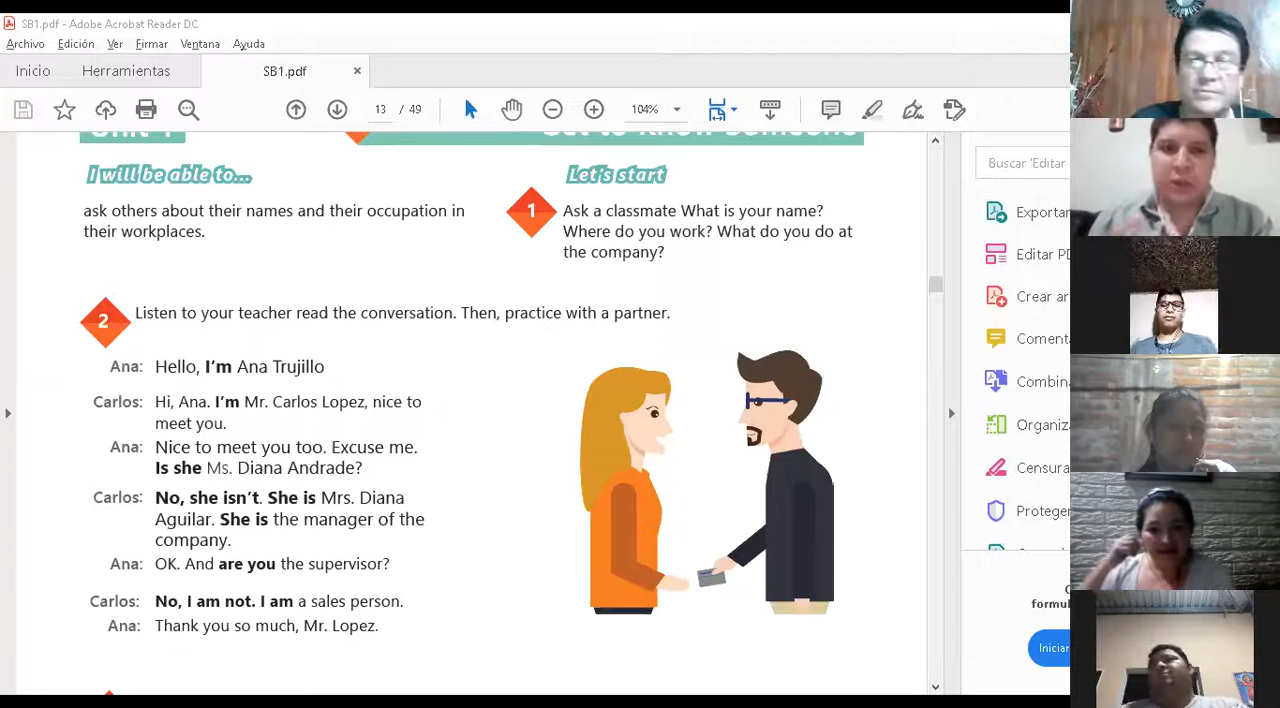 SB1.pdf - Adobe Acrobat Reader DC
Archivo Edición Ver Firmar Ventana Ayuda
Inicio Herramientas SB1.pdf ×
13 / 49 104%
I will be able to... Let's start
ask others about their names and their occupation in
their workplaces.
1 Ask a classmate What is your name?
Where do you work? What do you do at
the company?
2 Listen to your teacher read the conversation. Then, practice with a partner.
Ana: Hello, I'm Ana Trujillo
Carlos: Hi, Ana. I'm Mr. Carlos Lopez, nice to
meet you.
Ana: Nice to meet you too. Excuse me.
Is she Ms. Diana Andrade?
Carlos: No, she isn't. She is Mrs. Diana
Aguilar. She is the manager of the
company.
Ana: OK. And are you the supervisor?
Carlos: No, I am not. I am a sales person.
Ana: Thank you so much, Mr. Lopez.
Buscar 'Editar
Exportar
Editar PD
Crear ar
Comenta
Combin
Organiza
Censura
Proteger
formu
Iniciar